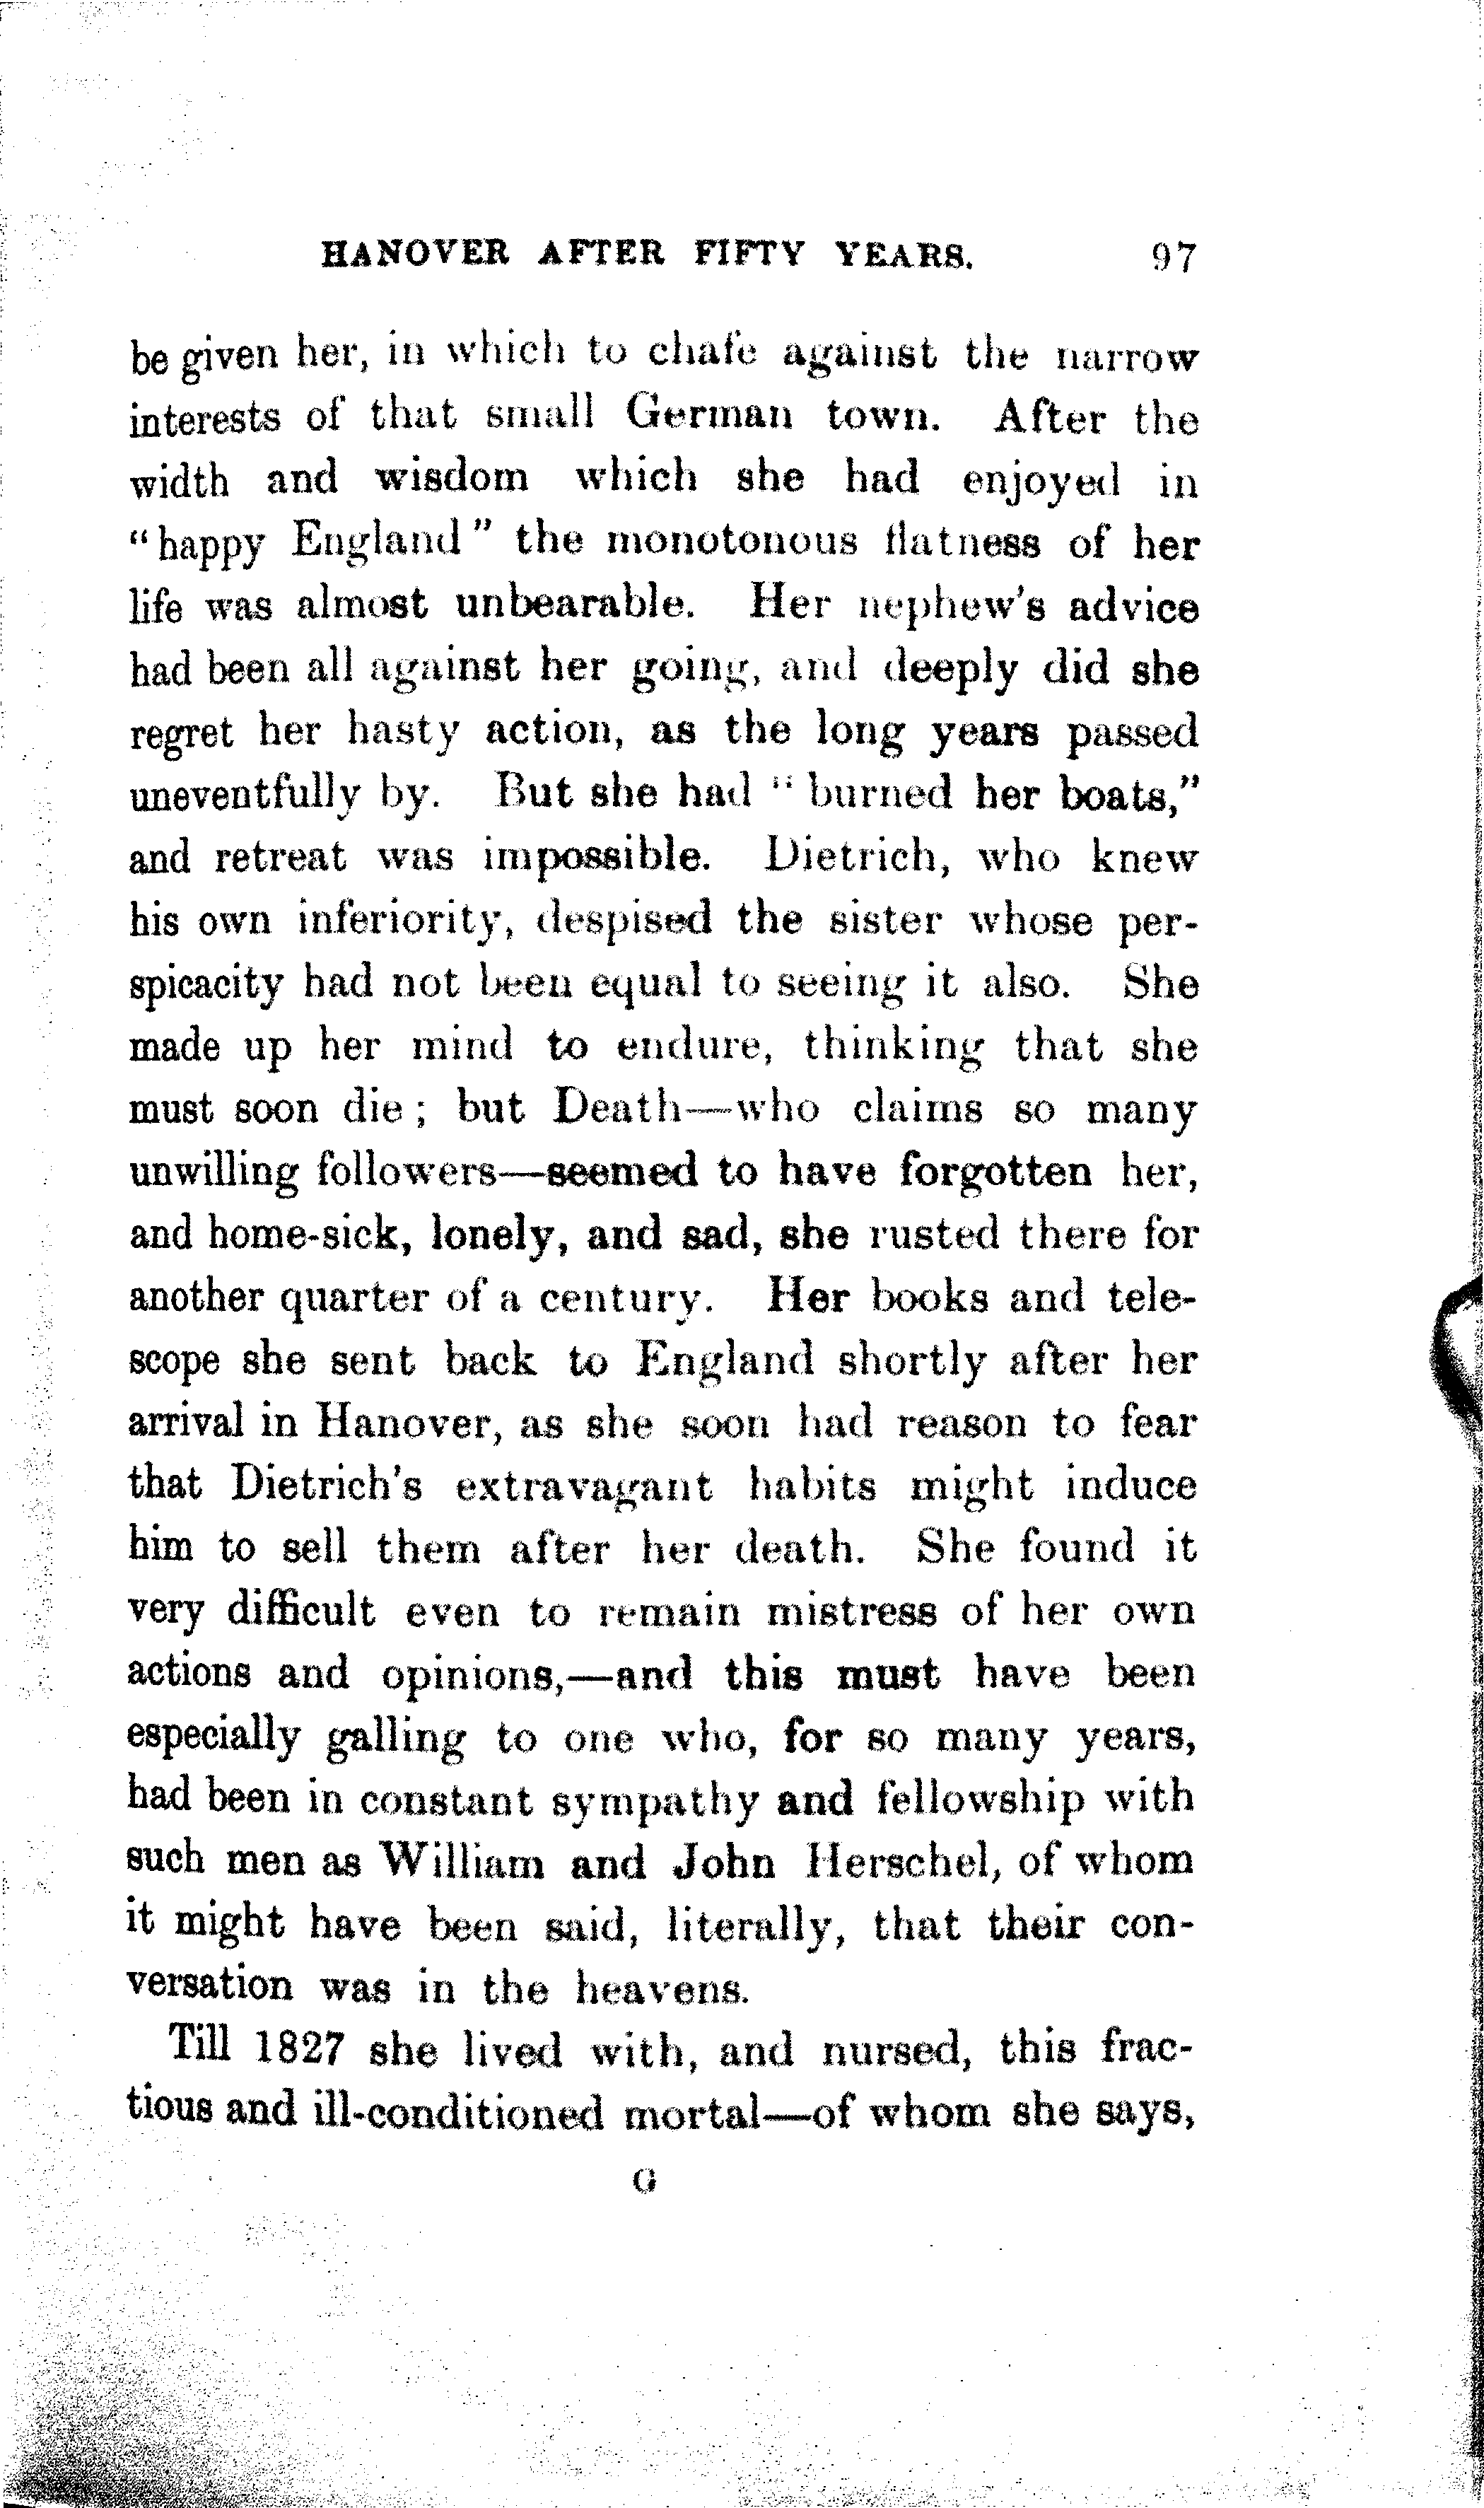 HANOVER AFTER FIFTY YEARS. 97
be given her, in which to chafe against the narrow
interests of that small German town. After the
width and wisdom which she had enjoyed in
"happy England" the monotonous flatness of her
life was almost unbearable. Her nephew's advice
had been all against her going, and deeply did she
regret her hasty action, as the long years passed
uneventfully by. But she had "burned her boats,"
and retreat was impossible. Dietrich, who knew
his own inferiority, despised the sister whose per-
spicacity had not been equal to seeing it also. She
made up her mind to endure, thinking that she
must soon die; but Death—who claims so many
unwilling followers—seemed to have forgotten her,
and home-sick, lonely, and sad, she rusted there for
another quarter of a century. Her books and tele-
scope she sent back to England shortly after her
arrival in Hanover, as she soon had reason to fear
that Dietrich's extravagant habits might induce
him to sell them after her death. She found it
very difficult even to remain mistress of her own
actions and opinions,—and this must have been
especially galling to one who, for so many years,
had been in constant sympathy and fellowship with
such men as William and John Herschel, of whom
it might have been said, literally, that their con-
versation was in the heavens.
Till 1827 she lived with, and nursed, this frac-
tious and ill-conditioned mortal—of whom she says,
G